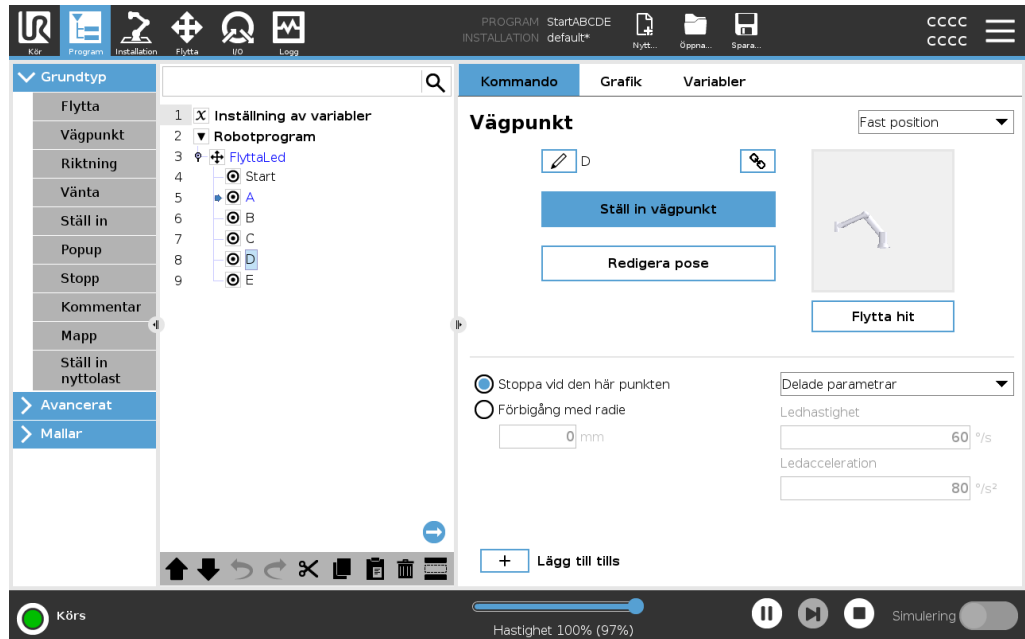 UR
Kör
Program
Installation
Flytta
I/O
Logg
PROGRAM StartABCDE
INSTALLATION default*
Nytt...
Öppna...
Spara...
CCCC
CCCC
Grundtyp
Flytta
Vägpunkt
Riktning
Vänta
Ställ in
Popup
Stopp
Kommentar
Mapp
Ställ in
nyttolast
Avancerat
Mallar
1 X Inställning av variabler
2 Robotprogram
3 FlyttaLed
4 Start
5 A
6 B
7 C
8 D
9 E
Kommando Grafik Variabler
Vägpunkt
Fast position
D
Ställ in vägpunkt
Redigera pose
Flytta hit
Stoppa vid den här punkten
Förbigång med radie
0 mm
Delade parametrar
Ledhastighet
60 °/s
Ledacceleration
80 °/s²
+ Lägg till tills
Körs
Hastighet 100% (97%)
Simulering